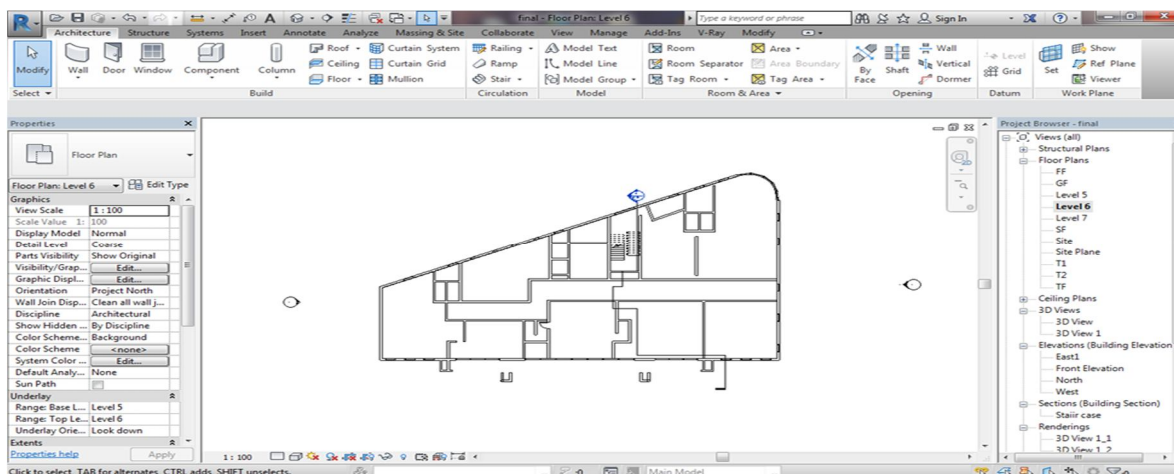 final - Floor Plan: Level 6
Type a keyword or phrase
Sign In
Architecture Structure Systems Insert Annotate Analyze Massing & Site Collaborate View Manage Add-Ins V-Ray Modify
Modify Wall Door Window Component Column
Roof Curtain System
Ceiling Curtain Grid
Floor Mullion
Railing
Ramp
Stair
Model Text
Model Line
Model Group
Room Area
Room Separator Area Boundary
Tag Room Tag Area
By Face
Shaft
Wall
Vertical
Dormer
Level
Grid
Set
Show
Ref Plane
Viewer
Select Build Circulation Model Room & Area Opening Datum Work Plane
Properties
Floor Plan
Floor Plan: Level 6 Edit Type
Graphics
View Scale 1 : 100
Scale Value 1: 100
Display Model Normal
Detail Level Coarse
Parts Visibility Show Original
Visibility/Grap... Edit...
Graphic Displ... Edit...
Orientation Project North
Wall Join Disp... Clean all wall j...
Discipline Architectural
Show Hidden ... By Discipline
Color Scheme... Background
Color Scheme <none>
System Color ... Edit...
Default Analy... None
Sun Path
Underlay
Range: Base L... Level 5
Range: Top Le... Level 6
Underlay Orie... Look down
Extents
Properties help Apply
1 : 100
Click to select, TAB for alternates, CTRL adds, SHIFT unselects.
Main Model
Project Browser - final
Views (all)
Structural Plans
Floor Plans
FF
GF
Level 5
Level 6
Level 7
SF
Site
Site Plane
T1
T2
TF
Ceiling Plans
3D Views
3D View
3D View 1
Elevations (Building Elevation
East1
Front Elevation
North
West
Sections (Building Section)
Staiir case
Renderings
3D View 1_1
3D View 1_2